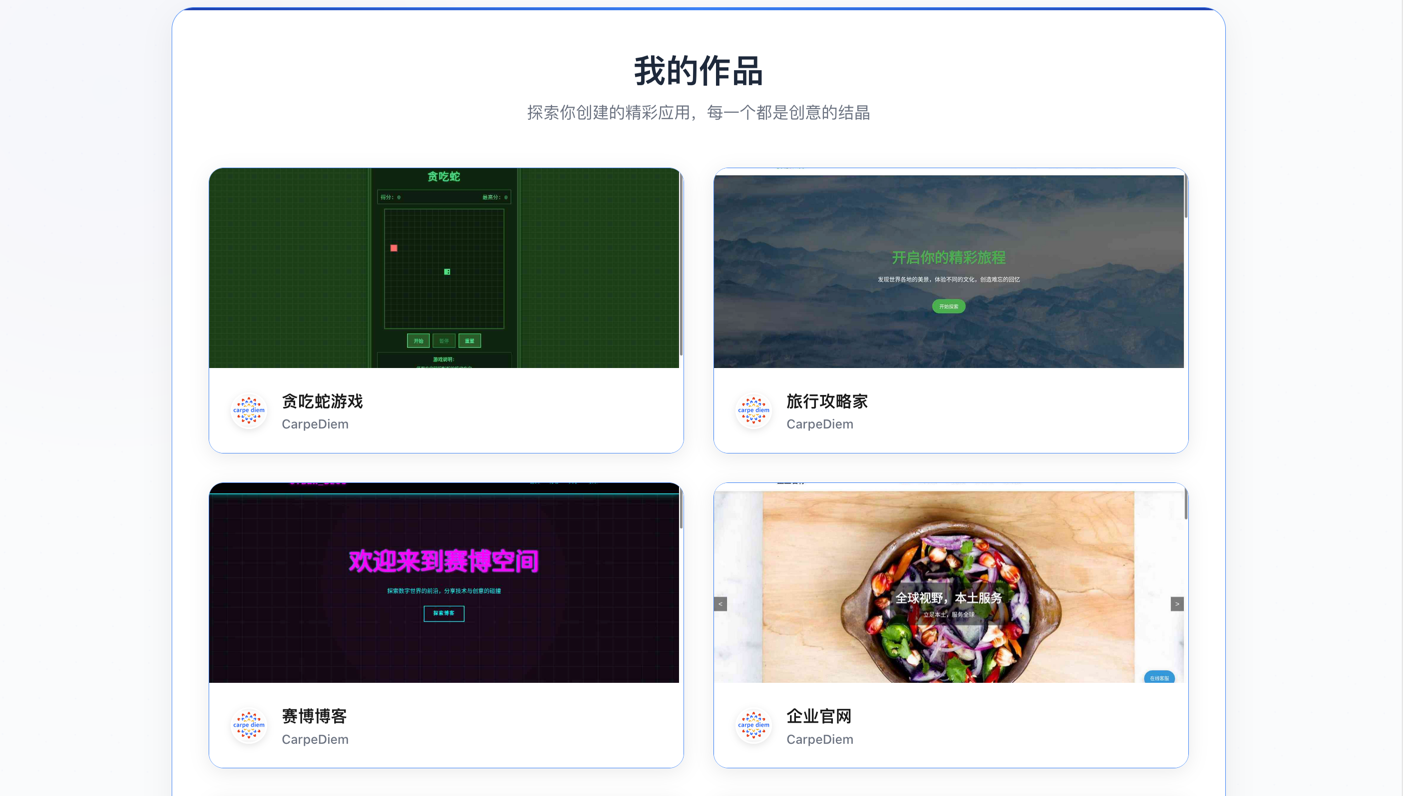 我的作品
探索你创建的精彩应用，每一个都是创意的结晶
贪吃蛇
得分: 0
最高分: 0
开始
暂停
重置
游戏说明:
carpe diem
贪吃蛇游戏
CarpeDiem
开启你的精彩旅程
发现世界各地的美景，体验不同的文化，创造难忘的回忆
开始探索
carpe diem
旅行攻略家
CarpeDiem
欢迎来到赛博空间
探索数字世界的前沿，分享技术与创意的碰撞
探索博客
carpe diem
赛博博客
CarpeDiem
<
全球视野，本土服务
立足本土，服务全球
>
在线客服
carpe diem
企业官网
CarpeDiem